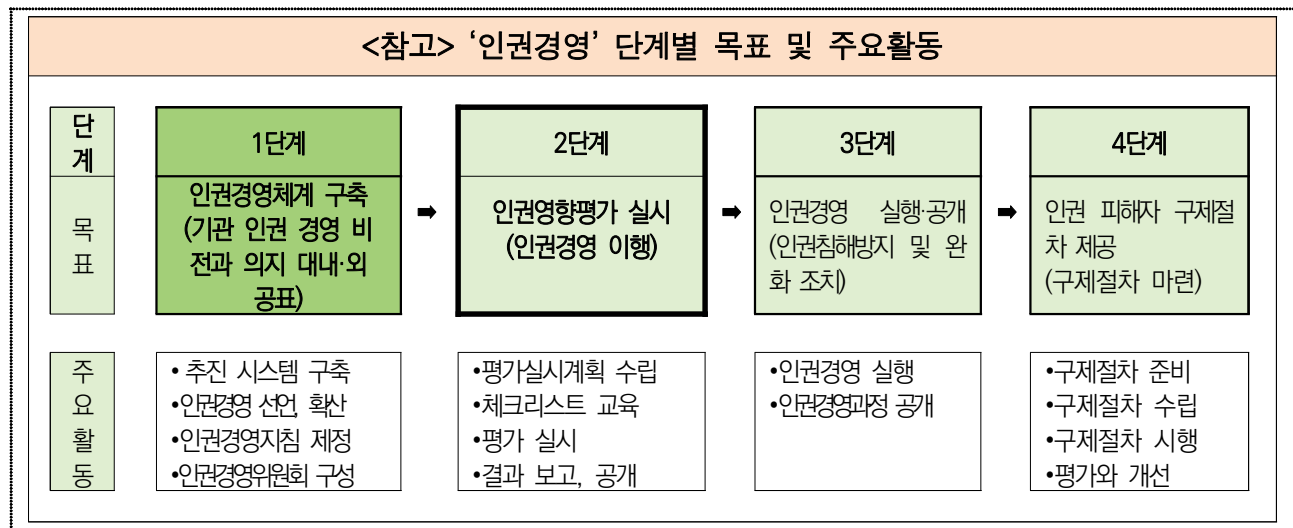 <참고> ‘인권경영’ 단계별 목표 및 주요활동
단
계
1단계
2단계
3단계
4단계
목
표
인권경영체계 구축
(기관 인권 경영 비
전과 의지 대내·외
공표)
➡
인권영향평가 실시
(인권경영 이행)
➡
인권경영 실행·공개
(인권침해방지 및 완
화 조치)
➡
인권 피해자 구제절
차 제공
(구제절차 마련)
주
요
활
동
• 추진 시스템 구축
•인권경영 선언, 확산
•인권경영지침 제정
•인권경영위원회 구성
•평가실시계획 수립
•체크리스트 교육
•평가 실시
•결과 보고, 공개
•인권경영 실행
•인권경영과정 공개
•구제절차 준비
•구제절차 수립
•구제절차 시행
•평가와 개선